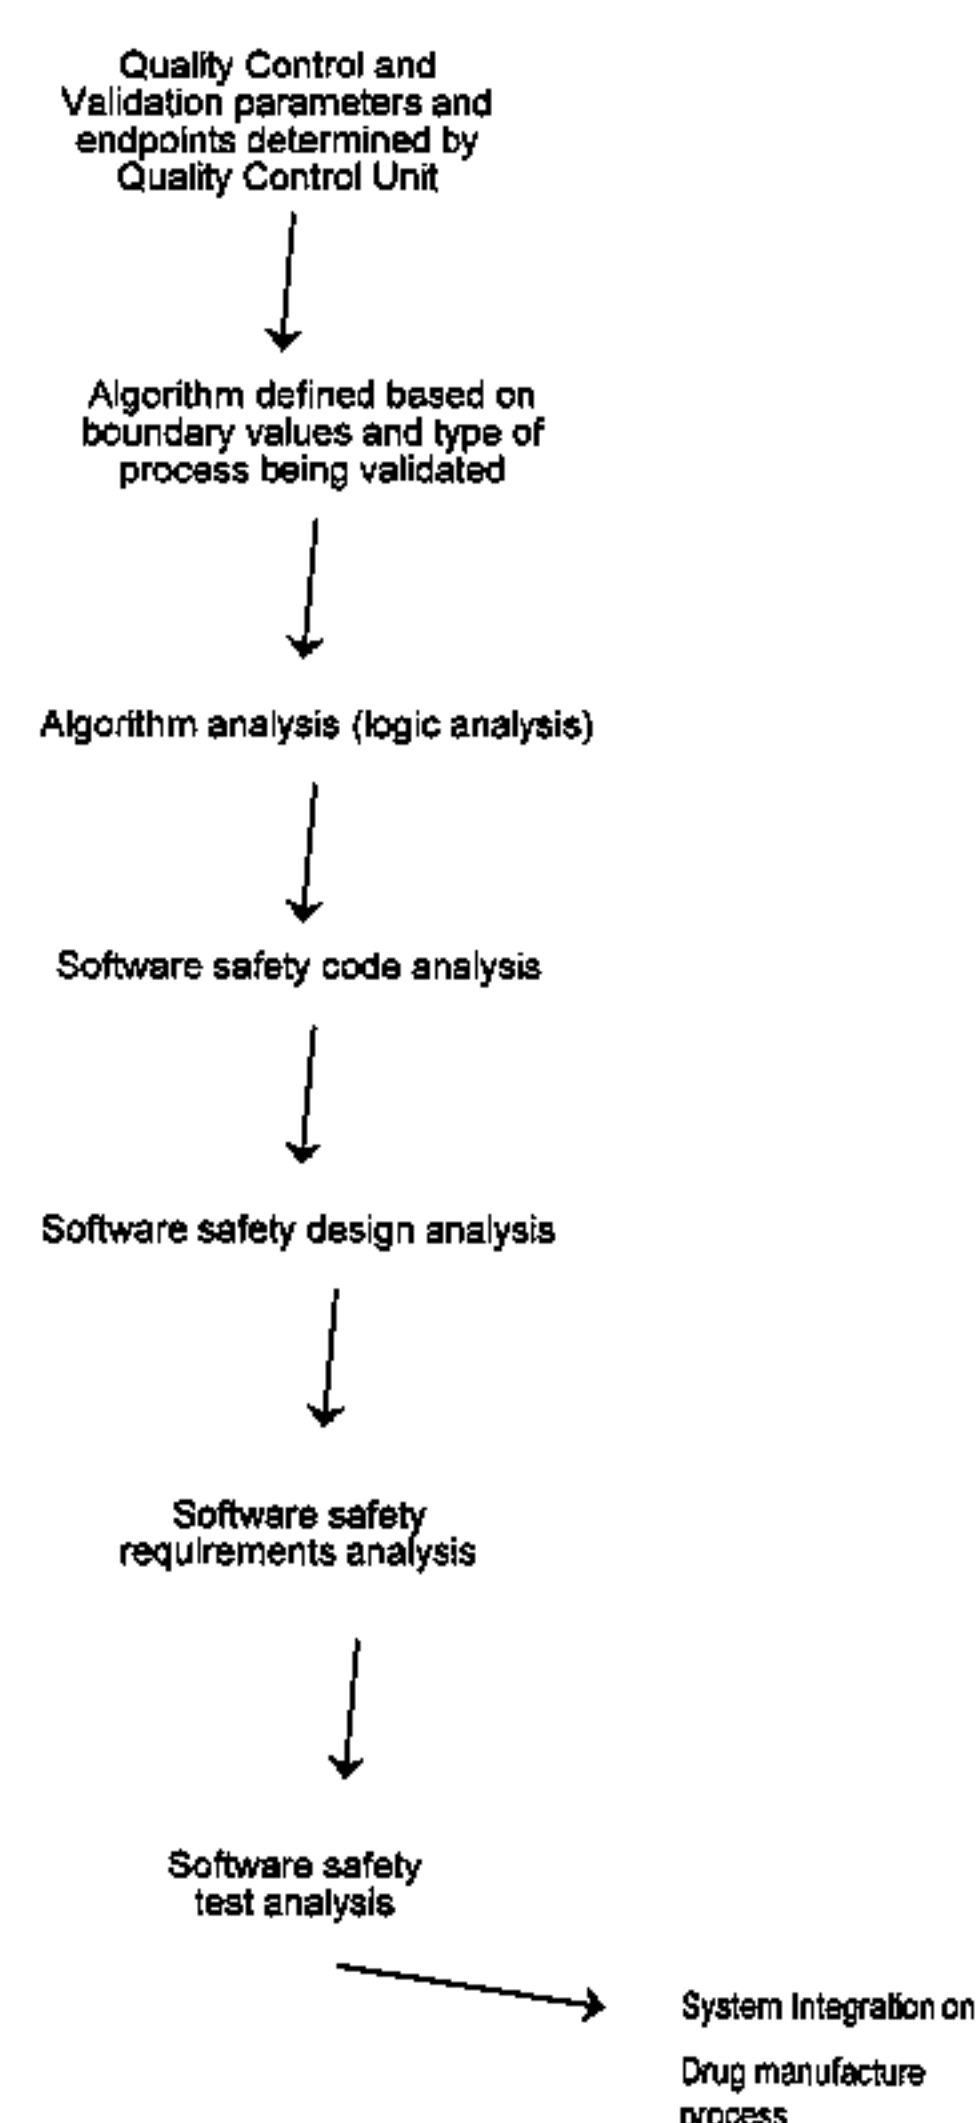 Quality Control and
Validation parameters and
endpoints determined by
Quality Control Unit
Algorithm defined based on
boundary values and type of
process being validated
Algorithm analysis (logic analysis)
Software safety code analysis
Software safety design analysis
Software safety
requirements analysis
Software safety
test analysis
System Integration on
Drug manufacture
process